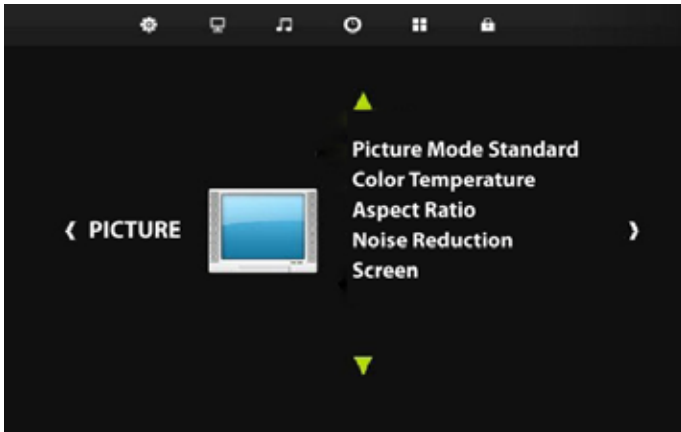 PICTURE
Picture Mode Standard
Color Temperature
Aspect Ratio
Noise Reduction
Screen